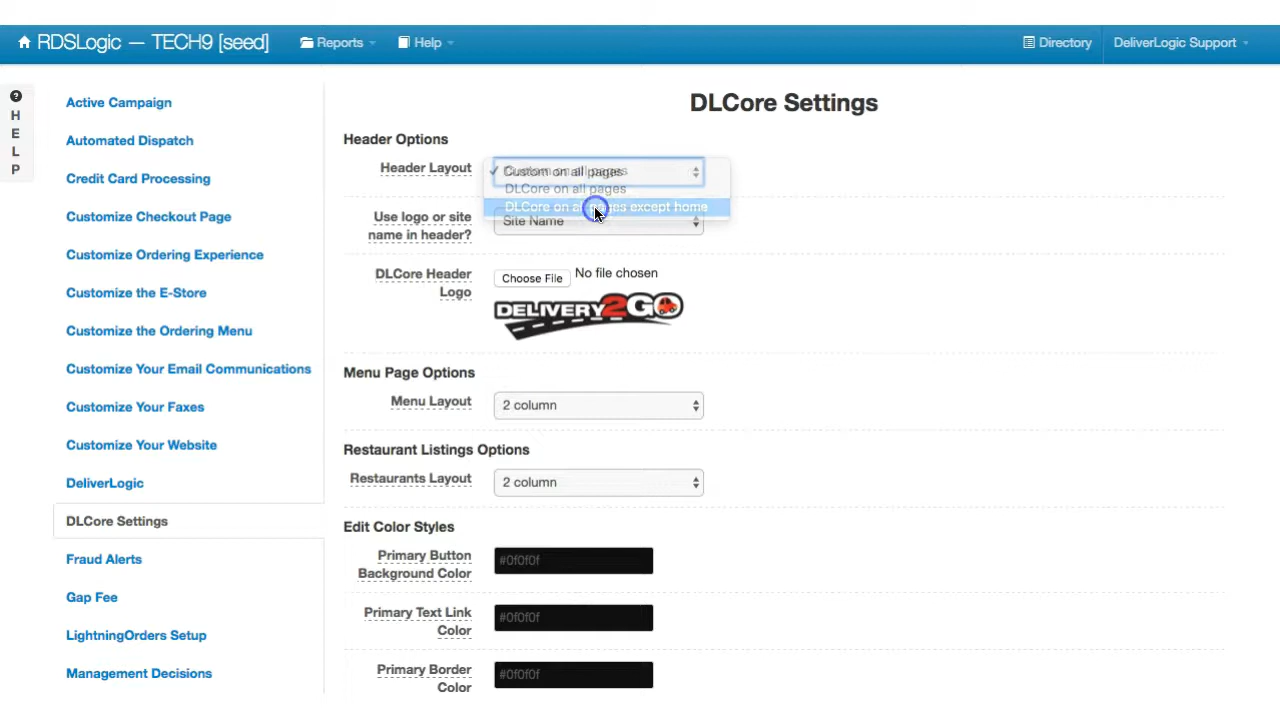 RDSLogic — TECH9 [seed]
Reports
Help
Directory
DeliverLogic Support
H
E
L
P
Active Campaign
Automated Dispatch
Credit Card Processing
Customize Checkout Page
Customize Ordering Experience
Customize the E-Store
Customize the Ordering Menu
Customize Your Email Communications
Customize Your Faxes
Customize Your Website
DeliverLogic
DLCore Settings
Fraud Alerts
Gap Fee
LightningOrders Setup
Management Decisions
DLCore Settings
Header Options
Header Layout
Custom on all pages
DLCore on all pages
DLCore on all pages except home
Use logo or site
name in header?
Site Name
DLCore Header
Logo
Choose File
No file chosen
DELIVERY2GO
Menu Page Options
Menu Layout
2 column
Restaurant Listings Options
Restaurants Layout
2 column
Edit Color Styles
Primary Button
Background Color
#0f0f0f
Primary Text Link
Color
#0f0f0f
Primary Border
Color
#0f0f0f